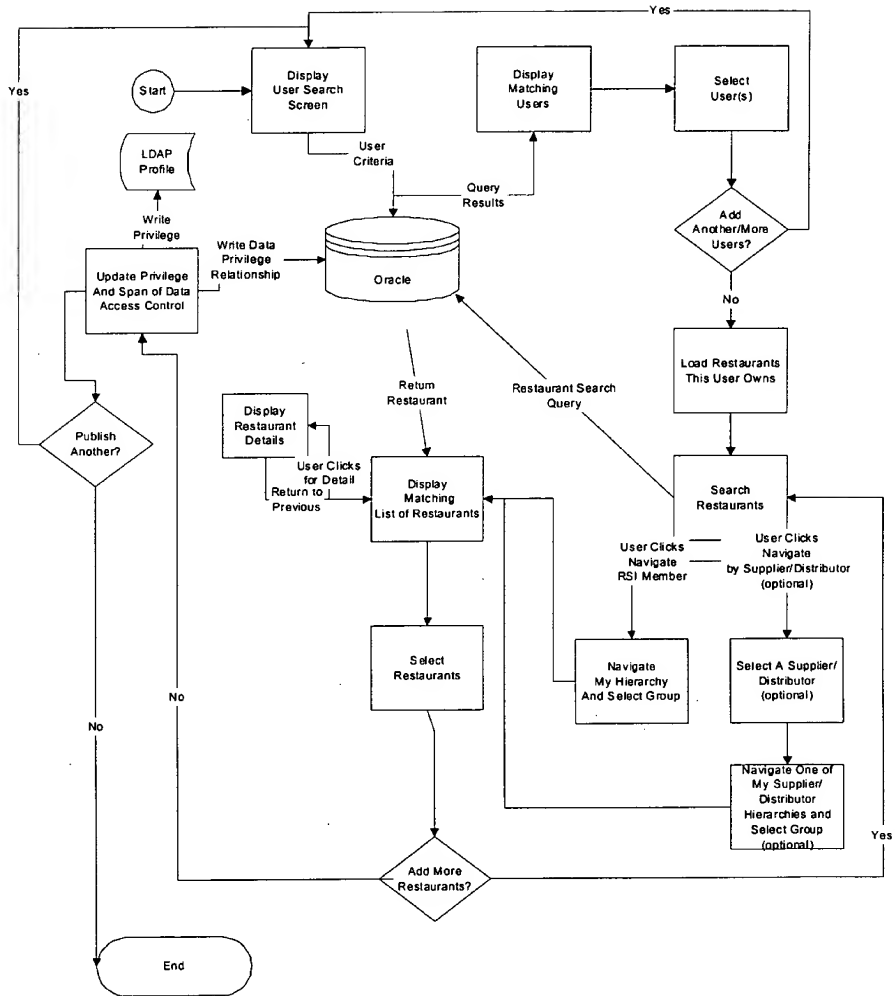 Yes
Yes
Start
Display
User Search
Screen
Display
Matching
Users
Select
User(s)
LDAP
Profile
User
Criteria
Query
Results
Write
Privilege
Write Data
Privilege
Relationship
Add
Another/More
Users?
Oracle
Update Privilege
And Span of Data
Access Control
No
Load Restaurants
This User Owns
Return
Restaurant
Restaurant Search
Query
Display
Restaurant
Details
Publish
Another?
User Clicks
for Detail
Return to
Previous
Display
Matching
List of Restaurants
Search
Restaurants
User Clicks
Navigate
RSI Member
User Clicks
Navigate
by Supplier/Distributor
(optional)
Select
Restaurants
Navigate
My Hierarchy
And Select Group
Select A Supplier/
Distributor
(optional)
No
No
Navigate One of
My Supplier/
Distributor
Hierarchies and
Select Group
(optional)
Yes
Add More
Restaurants?
End